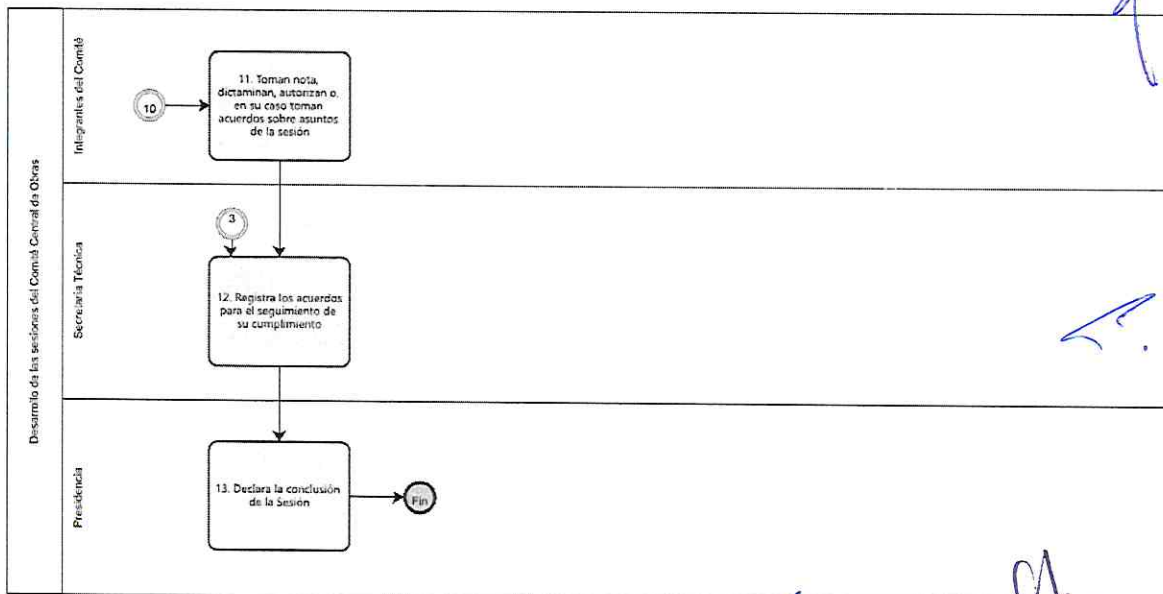 Desarrollo de las sesiones del Comité Central de Obras
Integrantes del Comité
10
11. Toman nota,
dictaminan, autorizan o,
en su caso toman
acuerdos sobre asuntos
de la sesión
Secretaría Técnica
3
12. Registra los acuerdos
para el seguimiento de
su cumplimiento
Presidencia
13. Declara la conclusión
de la Sesión
Fin